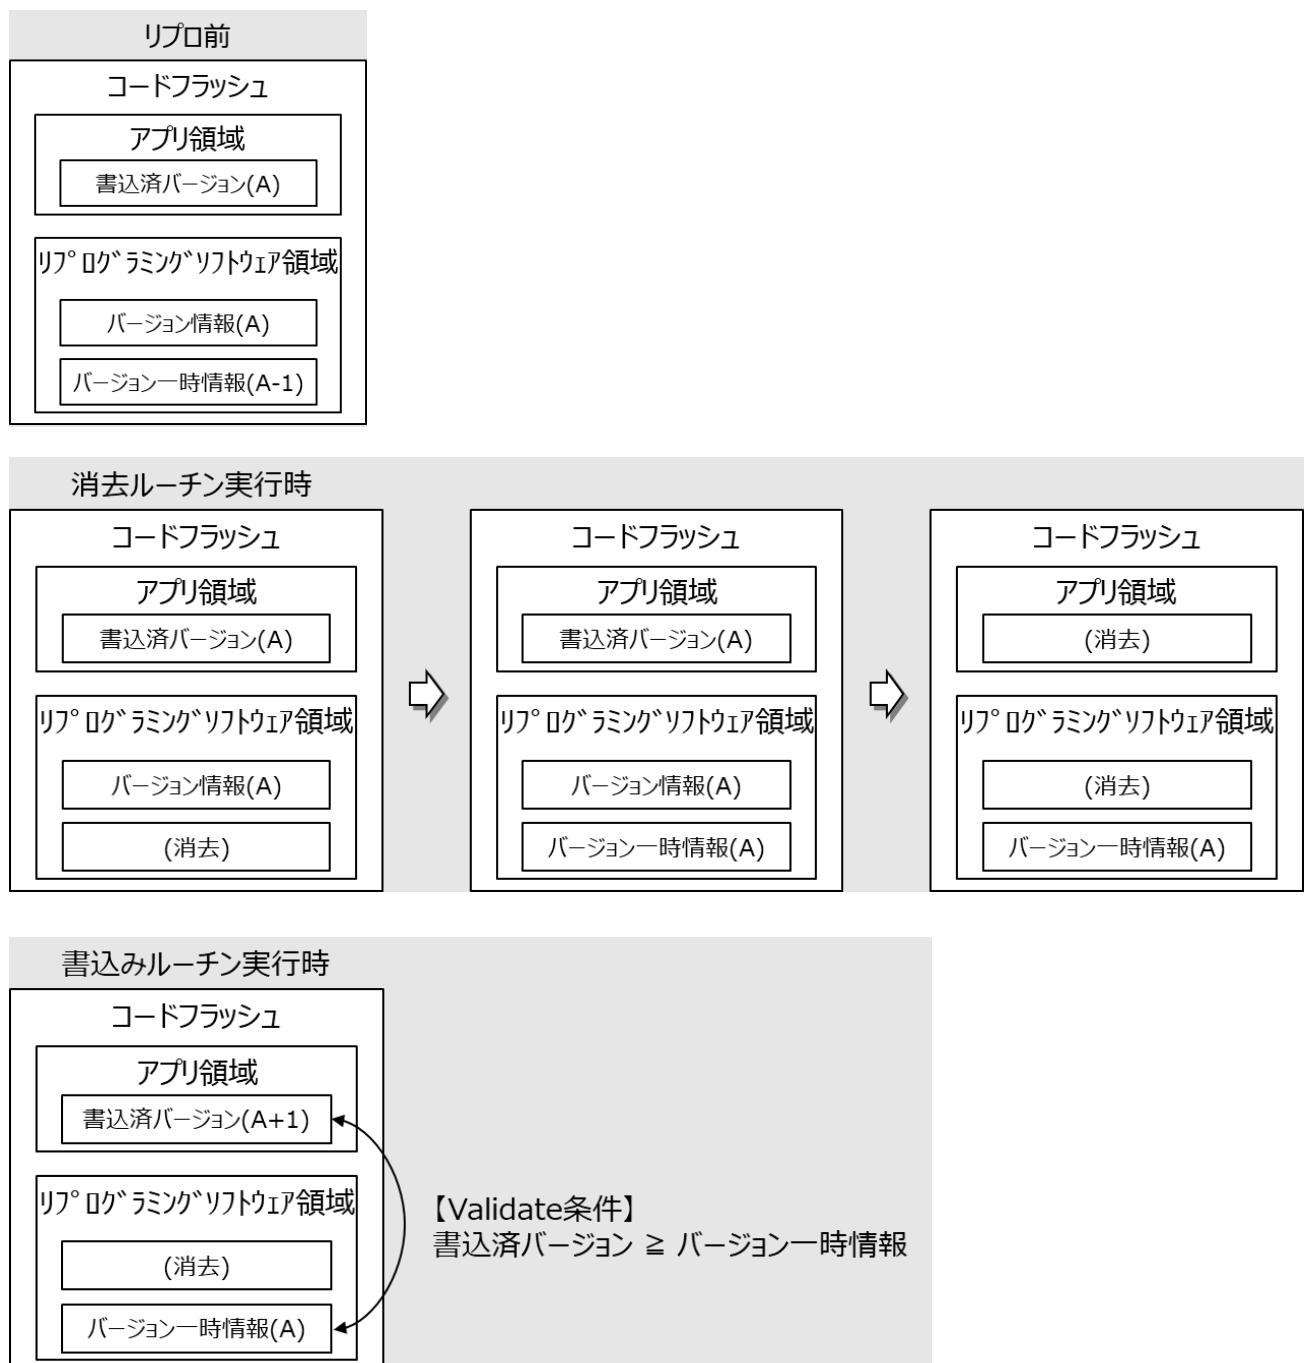 リプロ前
コードフラッシュ
アプリ領域
書込済バージョン(A)
ﾘﾌﾟﾛｸﾞﾗﾐﾝｸﾞｿﾌﾄｳｪｱ領域
バージョン情報(A)
バージョン一時情報(A-1)
消去ルーチン実行時
コードフラッシュ
アプリ領域
書込済バージョン(A)
ﾘﾌﾟﾛｸﾞﾗﾐﾝｸﾞｿﾌﾄｳｪｱ領域
バージョン情報(A)
(消去)
コードフラッシュ
アプリ領域
書込済バージョン(A)
ﾘﾌﾟﾛｸﾞﾗﾐﾝｸﾞｿﾌﾄｳｪｱ領域
バージョン情報(A)
バージョン一時情報(A)
コードフラッシュ
アプリ領域
(消去)
ﾘﾌﾟﾛｸﾞﾗﾐﾝｸﾞｿﾌﾄｳｪｱ領域
(消去)
バージョン一時情報(A)
書込みルーチン実行時
コードフラッシュ
アプリ領域
書込済バージョン(A+1)
ﾘﾌﾟﾛｸﾞﾗﾐﾝｸﾞｿﾌﾄｳｪｱ領域
(消去)
バージョン一時情報(A)
【Validate条件】
書込済バージョン ≧ バージョン一時情報